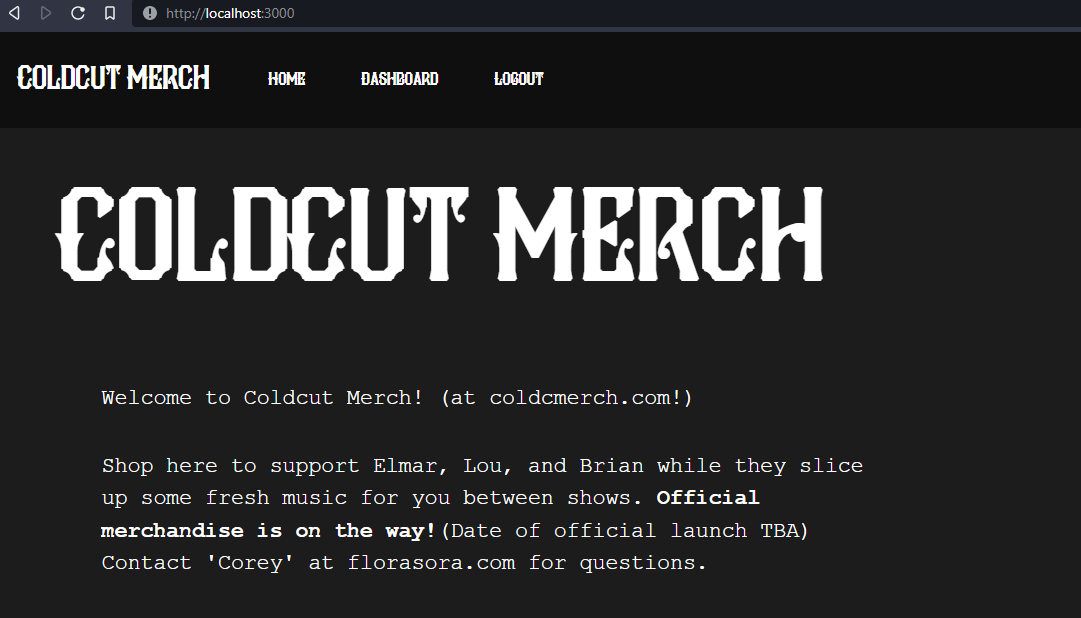 http://localhost:3000
COLDCUT MERCH HOME DASHBOARD LOGOUT
COLDCUT MERCH
Welcome to Coldcut Merch! (at coldcmerch.com!)
Shop here to support Elmar, Lou, and Brian while they slice
up some fresh music for you between shows. Official
merchandise is on the way!(Date of official launch TBA)
Contact 'Corey' at florasora.com for questions.